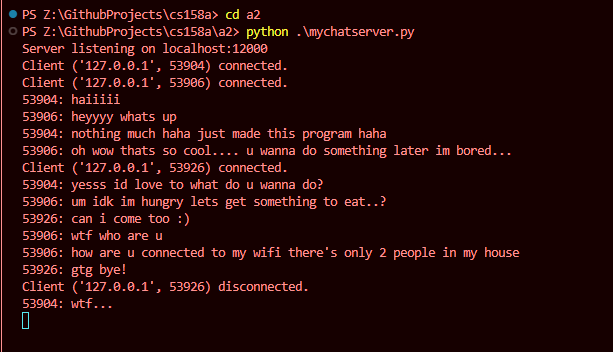 PS Z:\GithubProjects\cs158a> cd a2
PS Z:\GithubProjects\cs158a\a2> python .\mychatserver.py
Server listening on localhost:12000
Client ('127.0.0.1', 53904) connected.
Client ('127.0.0.1', 53906) connected.
53904: haiiiii
53906: heyyyy whats up
53904: nothing much haha just made this program haha
53906: oh wow thats so cool.... u wanna do something later im bored...
Client ('127.0.0.1', 53926) connected.
53904: yesss id love to what do u wanna do?
53906: um idk im hungry lets get something to eat..?
53926: can i come too :)
53906: wtf who are u
53906: how are u connected to my wifi there's only 2 people in my house
53926: gtg bye!
Client ('127.0.0.1', 53926) disconnected.
53904: wtf...